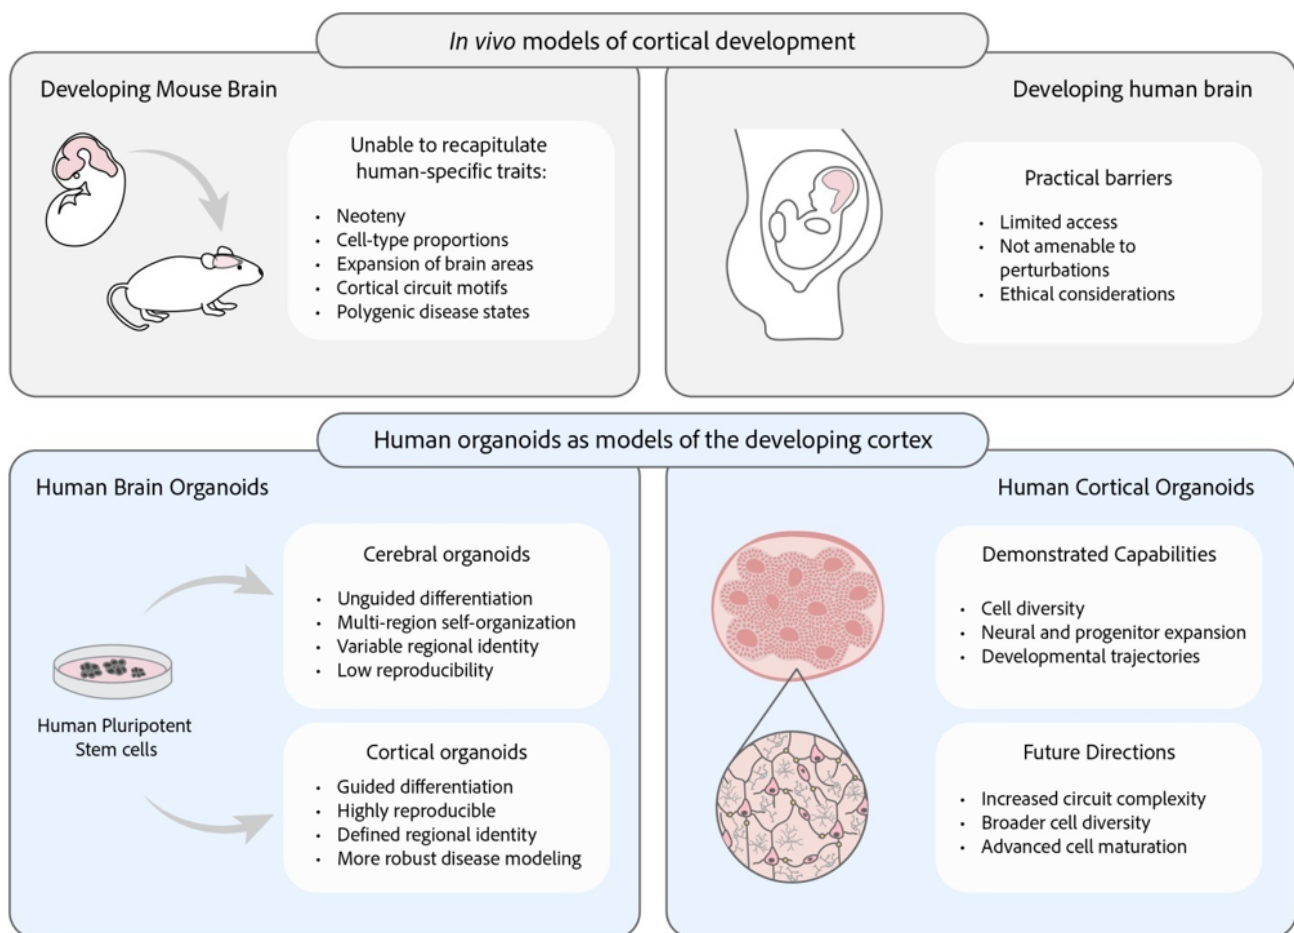 In vivo models of cortical development
Developing Mouse Brain
Unable to recapitulate
human-specific traits:
• Neoteny
• Cell-type proportions
• Expansion of brain areas
• Cortical circuit motifs
• Polygenic disease states
Developing human brain
Practical barriers
• Limited access
• Not amenable to
perturbations
• Ethical considerations
Human organoids as models of the developing cortex
Human Brain Organoids
Human Pluripotent
Stem cells
Cerebral organoids
• Unguided differentiation
• Multi-region self-organization
• Variable regional identity
• Low reproducibility
Cortical organoids
• Guided differentiation
• Highly reproducible
• Defined regional identity
• More robust disease modeling
Human Cortical Organoids
Demonstrated Capabilities
• Cell diversity
• Neural and progenitor expansion
• Developmental trajectories
Future Directions
• Increased circuit complexity
• Broader cell diversity
• Advanced cell maturation